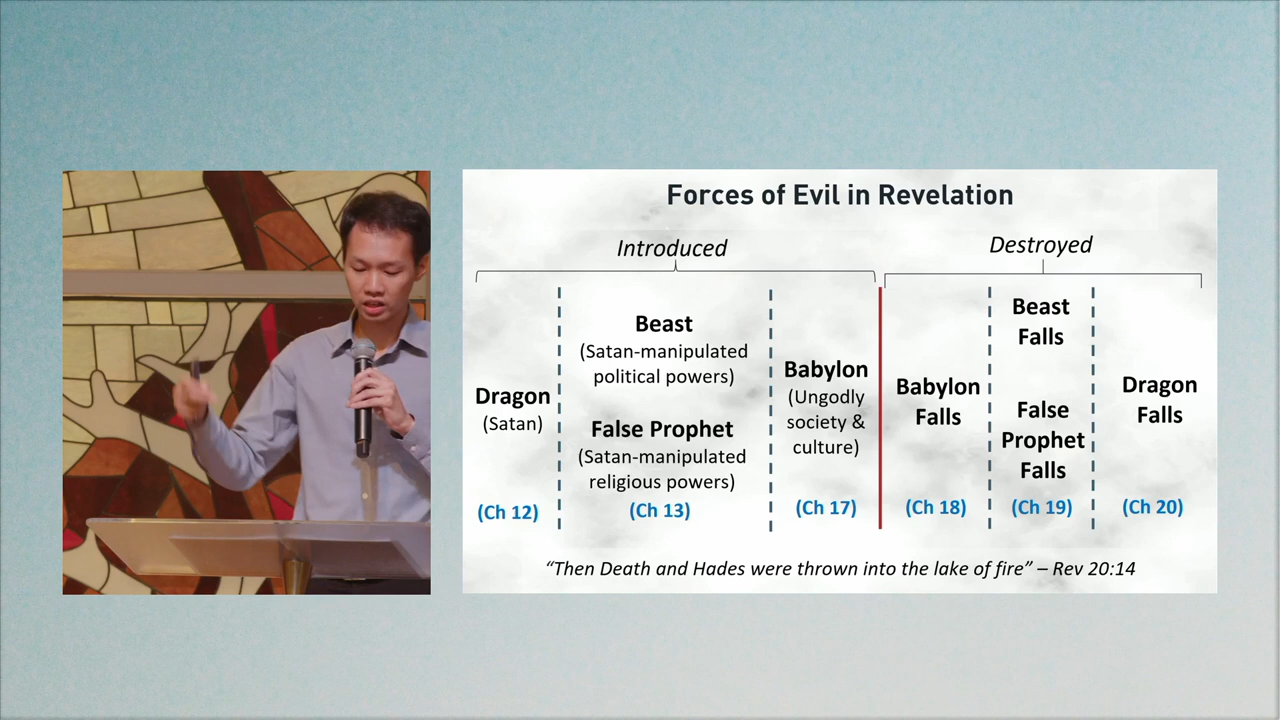 Forces of Evil in Revelation
Introduced
Destroyed
Dragon
(Satan)
(Ch 12)
Beast
(Satan-manipulated
political powers)
False Prophet
(Satan-manipulated
religious powers)
(Ch 13)
Babylon
(Ungodly
society &
culture)
(Ch 17)
Babylon
Falls
(Ch 18)
Beast
Falls
False
Prophet
Falls
(Ch 19)
Dragon
Falls
(Ch 20)
“Then Death and Hades were thrown into the lake of fire” – Rev 20:14